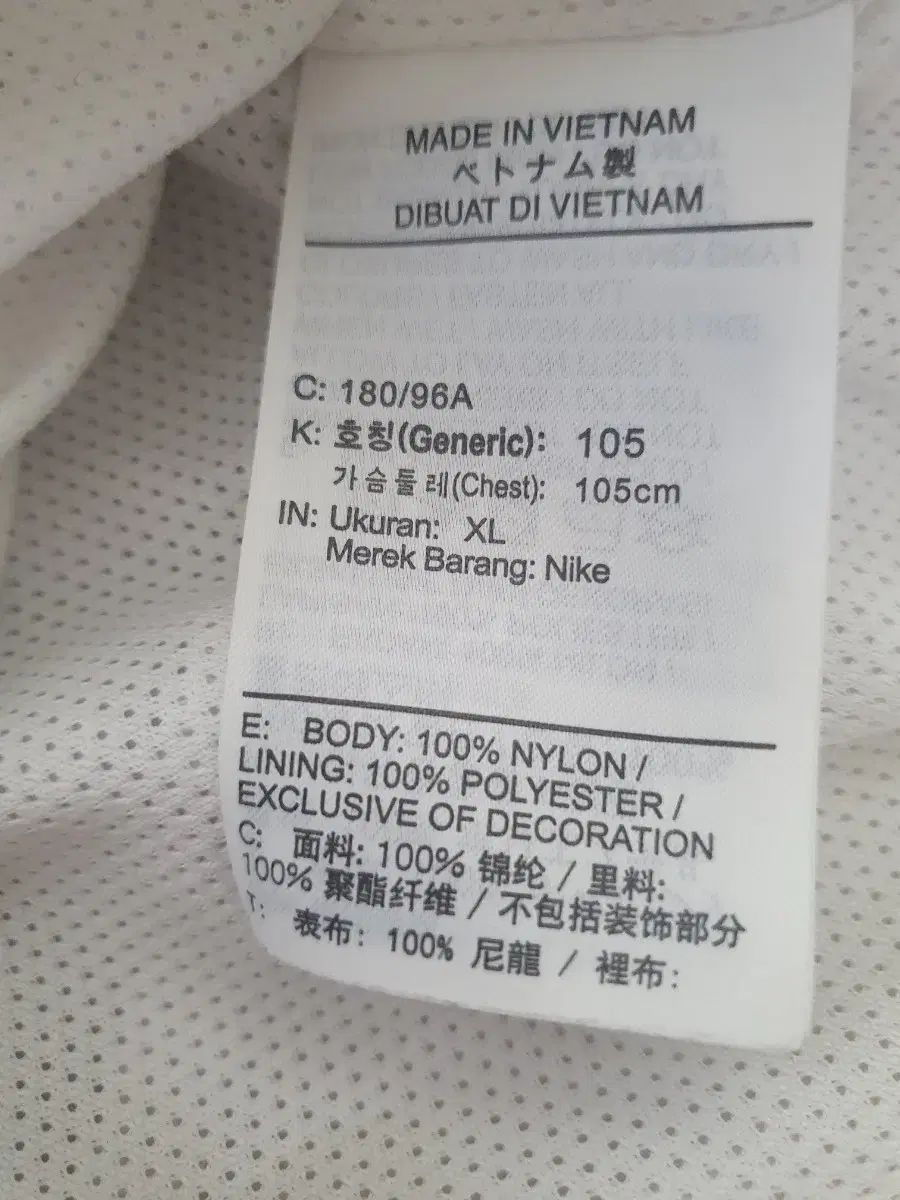 MADE IN VIETNAM
ベトナム製
DIBUAT DI VIETNAM
C: 180/96A
K: 호칭(Generic): 105
가슴둘레(Chest): 105cm
IN: Ukuran: XL
Merek Barang: Nike
E: BODY: 100% NYLON /
LINING: 100% POLYESTER /
EXCLUSIVE OF DECORATION
C: 面料: 100% 锦纶 / 里料:
100% 聚酯纤维 / 不包括装饰部分
T: 表布: 100% 尼龍 / 裡布: